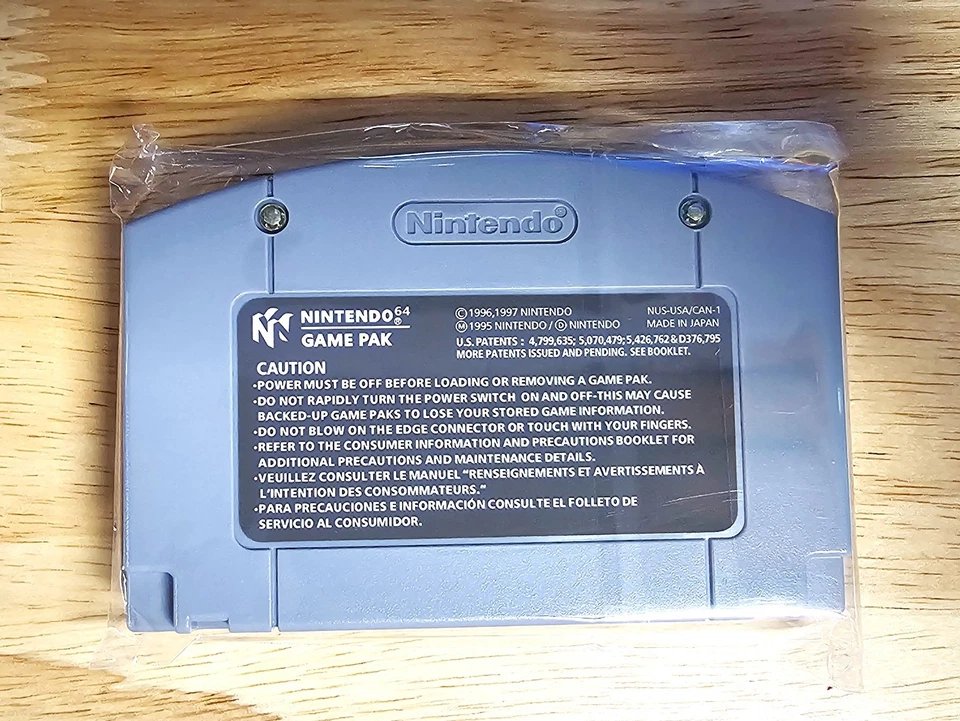 Nintendo®
NINTENDO64®
GAME PAK
©1996,1997 NINTENDO
Ⓜ1995 NINTENDO / Ⓓ NINTENDO
NUS-USA/CAN-1
MADE IN JAPAN
U.S. PATENTS : 4,799,635; 5,070,479;5,426,762&D376,795
MORE PATENTS ISSUED AND PENDING. SEE BOOKLET.
CAUTION
·POWER MUST BE OFF BEFORE LOADING OR REMOVING A GAME PAK.
·DO NOT RAPIDLY TURN THE POWER SWITCH ON AND OFF-THIS MAY CAUSE
BACKED-UP GAME PAKS TO LOSE YOUR STORED GAME INFORMATION.
·DO NOT BLOW ON THE EDGE CONNECTOR OR TOUCH WITH YOUR FINGERS.
·REFER TO THE CONSUMER INFORMATION AND PRECAUTIONS BOOKLET FOR
ADDITIONAL PRECAUTIONS AND MAINTENANCE DETAILS.
·VEUILLEZ CONSULTER LE MANUEL "RENSEIGNEMENTS ET AVERTISSEMENTS À
L'INTENTION DES CONSOMMATEURS."
·PARA PRECAUCIONES E INFORMACIÓN CONSULTE EL FOLLETO DE
SERVICIO AL CONSUMIDOR.